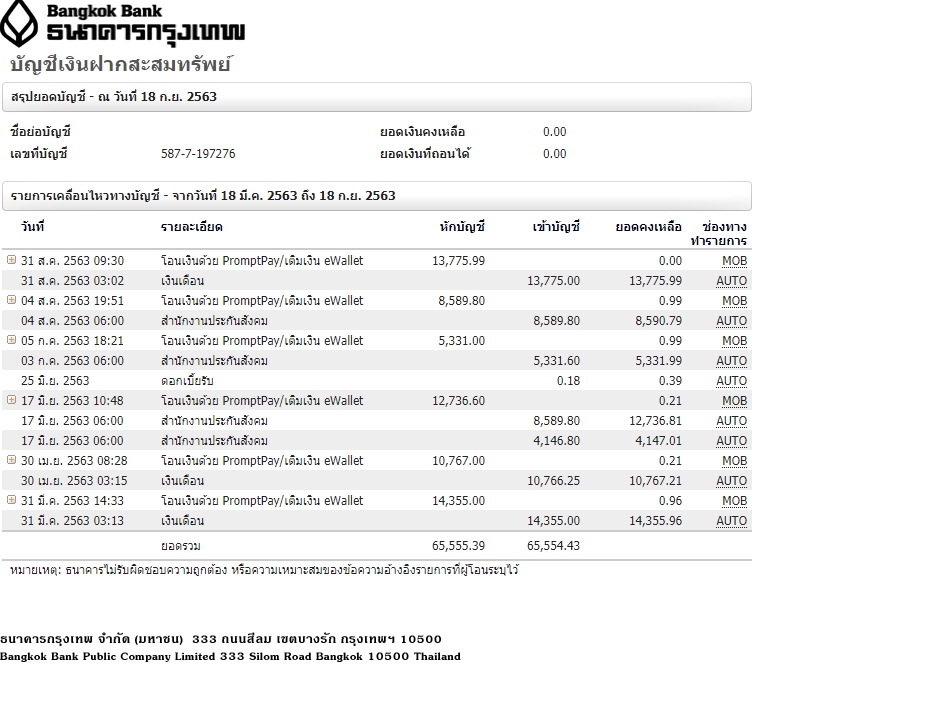 Bangkok Bank
ธนาคารกรุงเทพ
บัญชีเงินฝากสะสมทรัพย์
สรุปยอดบัญชี - ณ วันที่ 18 ก.ย. 2563
ชื่อย่อบัญชี ยอดเงินคงเหลือ 0.00
เลขที่บัญชี 587-7-197276 ยอดเงินที่ถอนได้ 0.00
รายการเคลื่อนไหวทางบัญชี - จากวันที่ 18 มี.ค. 2563 ถึง 18 ก.ย. 2563
วันที่ รายละเอียด หักบัญชี เข้าบัญชี ยอดคงเหลือ ช่องทาง
ทำรายการ
31 ส.ค. 2563 09:30 โอนเงินด้วย PromptPay/เติมเงิน eWallet 13,775.99 0.00 MOB
31 ส.ค. 2563 03:02 เงินเดือน 13,775.00 13,775.99 AUTO
04 ส.ค. 2563 19:51 โอนเงินด้วย PromptPay/เติมเงิน eWallet 8,589.80 0.99 MOB
04 ส.ค. 2563 06:00 สำนักงานประกันสังคม 8,589.80 8,590.79 AUTO
05 ก.ค. 2563 18:21 โอนเงินด้วย PromptPay/เติมเงิน eWallet 5,331.00 0.99 MOB
03 ก.ค. 2563 06:00 สำนักงานประกันสังคม 5,331.60 5,331.99 AUTO
25 มิ.ย. 2563 ดอกเบี้ยรับ 0.18 0.39 AUTO
17 มิ.ย. 2563 10:48 โอนเงินด้วย PromptPay/เติมเงิน eWallet 12,736.60 0.21 MOB
17 มิ.ย. 2563 06:00 สำนักงานประกันสังคม 8,589.80 12,736.81 AUTO
17 มิ.ย. 2563 06:00 สำนักงานประกันสังคม 4,146.80 4,147.01 AUTO
30 เม.ย. 2563 08:28 โอนเงินด้วย PromptPay/เติมเงิน eWallet 10,767.00 0.21 MOB
30 เม.ย. 2563 03:15 เงินเดือน 10,766.25 10,767.21 AUTO
31 มี.ค. 2563 14:33 โอนเงินด้วย PromptPay/เติมเงิน eWallet 14,355.00 0.96 MOB
31 มี.ค. 2563 03:13 เงินเดือน 14,355.00 14,355.96 AUTO
ยอดรวม 65,555.39 65,554.43
หมายเหตุ: ธนาคารไม่รับผิดชอบความถูกต้อง หรือความเหมาะสมของข้อความอ้างอิงรายการที่ผู้โอนระบุไว้
ธนาคารกรุงเทพ จำกัด (มหาชน) 333 ถนนสีลม เขตบางรัก กรุงเทพฯ 10500
Bangkok Bank Public Company Limited 333 Silom Road Bangkok 10500 Thailand